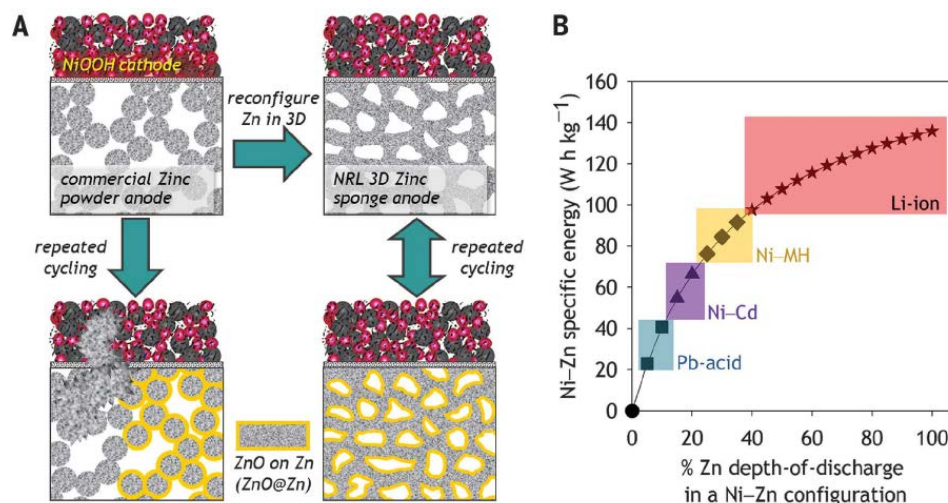 A
NiOOH cathode
commercial Zinc
powder anode
reconfigure
Zn in 3D
NRL 3D Zinc
sponge anode
repeated
cycling
repeated
cycling
ZnO on Zn
(ZnO@Zn)
B
Ni–Zn specific energy (W h kg⁻¹)
160
140
120
100
80
60
40
20
0
Li-ion
Ni–MH
Ni–Cd
Pb-acid
0 20 40 60 80 100
% Zn depth-of-discharge
in a Ni–Zn configuration